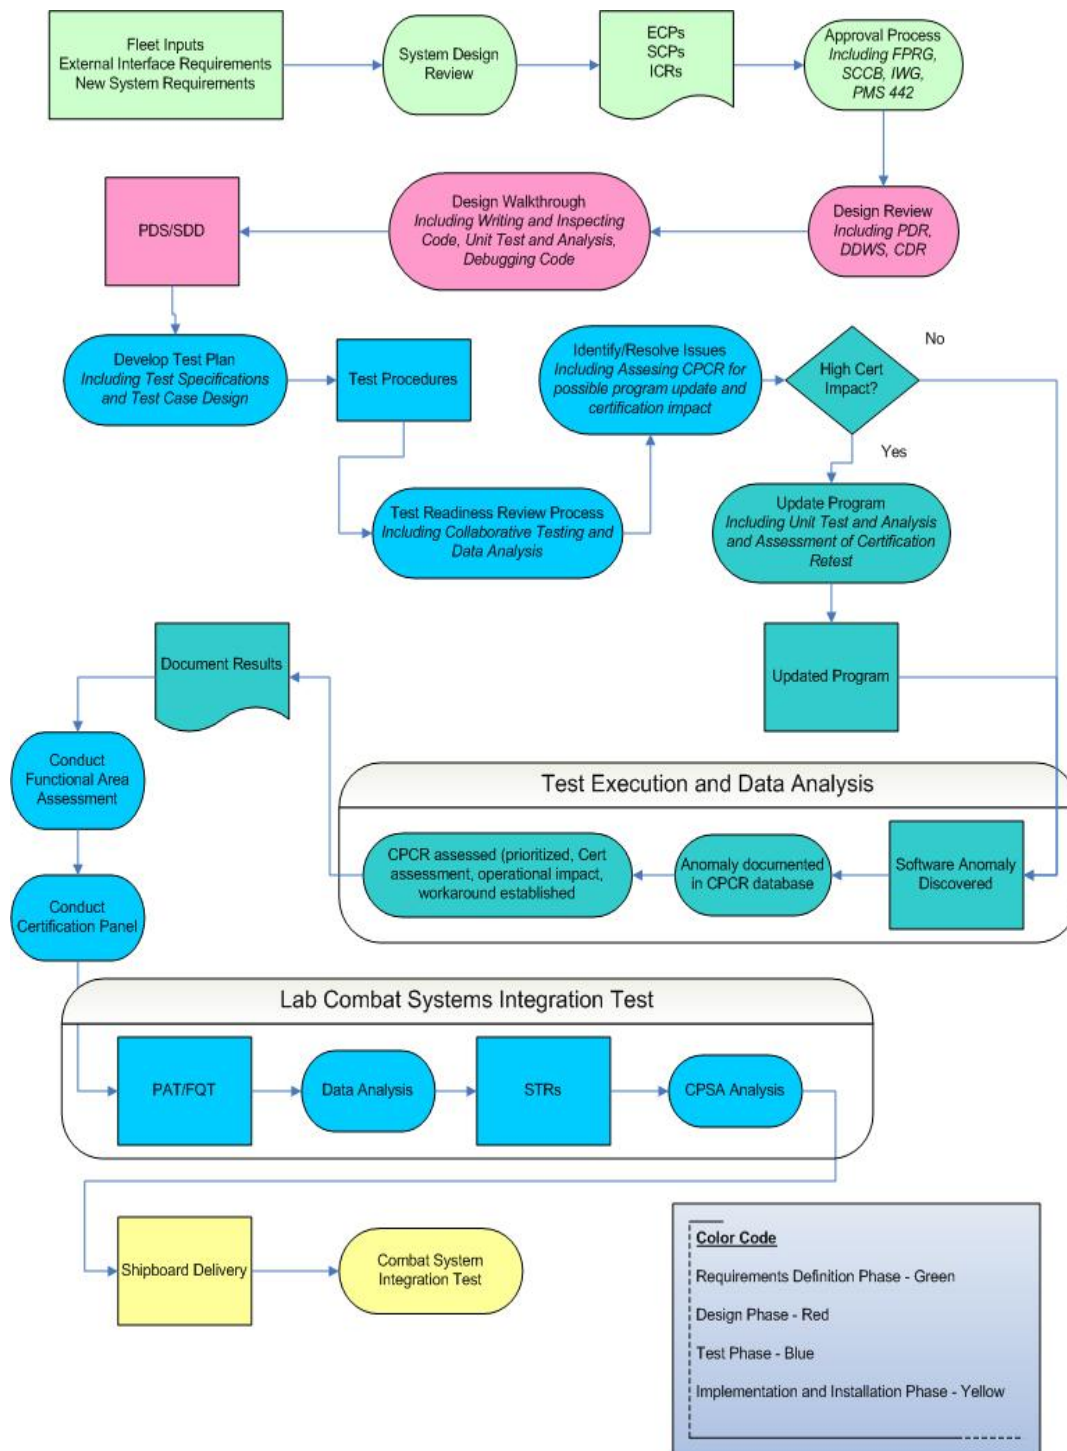 Fleet Inputs
External Interface Requirements
New System Requirements
System Design
Review
ECPs
SCPs
ICRs
Approval Process
Including FPRG,
SCCB, IWG,
PMS 442
PDS/SDD
Design Walkthrough
Including Writing and Inspecting
Code, Unit Test and Analysis,
Debugging Code
Design Review
Including PDR,
DDWS, CDR
Develop Test Plan
Including Test Specifications
and Test Case Design
Test Procedures
Identify/Resolve Issues
Including Assesing CPCR for
possible program update and
certification impact
High Cert
Impact?
No
Yes
Test Readiness Review Process
Including Collaborative Testing and
Data Analysis
Update Program
Including Unit Test and Analysis
and Assessment of Certification
Retest
Document Results
Updated Program
Conduct
Functional Area
Assessment
Test Execution and Data Analysis
CPCR assessed (prioritized, Cert
assessment, operational impact,
workaround established
Anomaly documented
in CPCR database
Software Anomaly
Discovered
Conduct
Certification Panel
Lab Combat Systems Integration Test
PAT/FQT
Data Analysis
STRs
CPSA Analysis
Shipboard Delivery
Combat System
Integration Test
Color Code
Requirements Definition Phase - Green
Design Phase - Red
Test Phase - Blue
Implementation and Installation Phase - Yellow